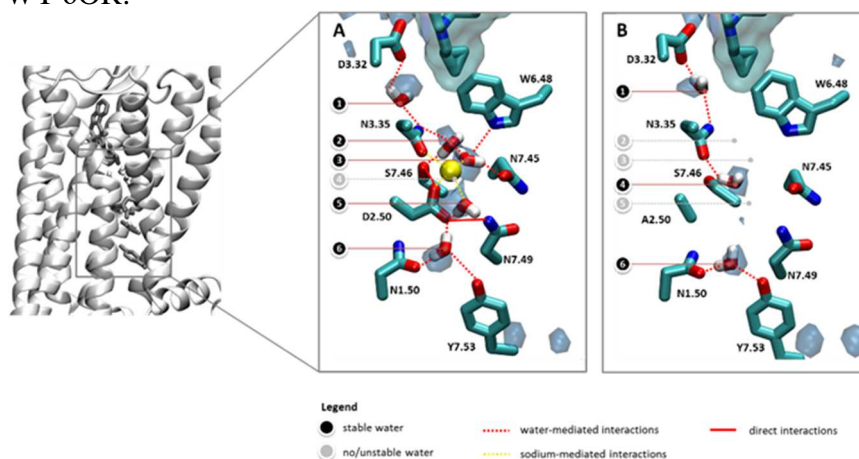 A
D3.32
W6.48
1
N3.35
2
3
S7.46
N7.45
4
D2.50
5
6
N7.49
N1.50
Y7.53
B
D3.32
W6.48
1
N3.35
2
3
N7.45
S7.46
4
5
A2.50
6
N7.49
N1.50
Y7.53
Legend
stable water
water-mediated interactions
direct interactions
no/unstable water
sodium-mediated interactions